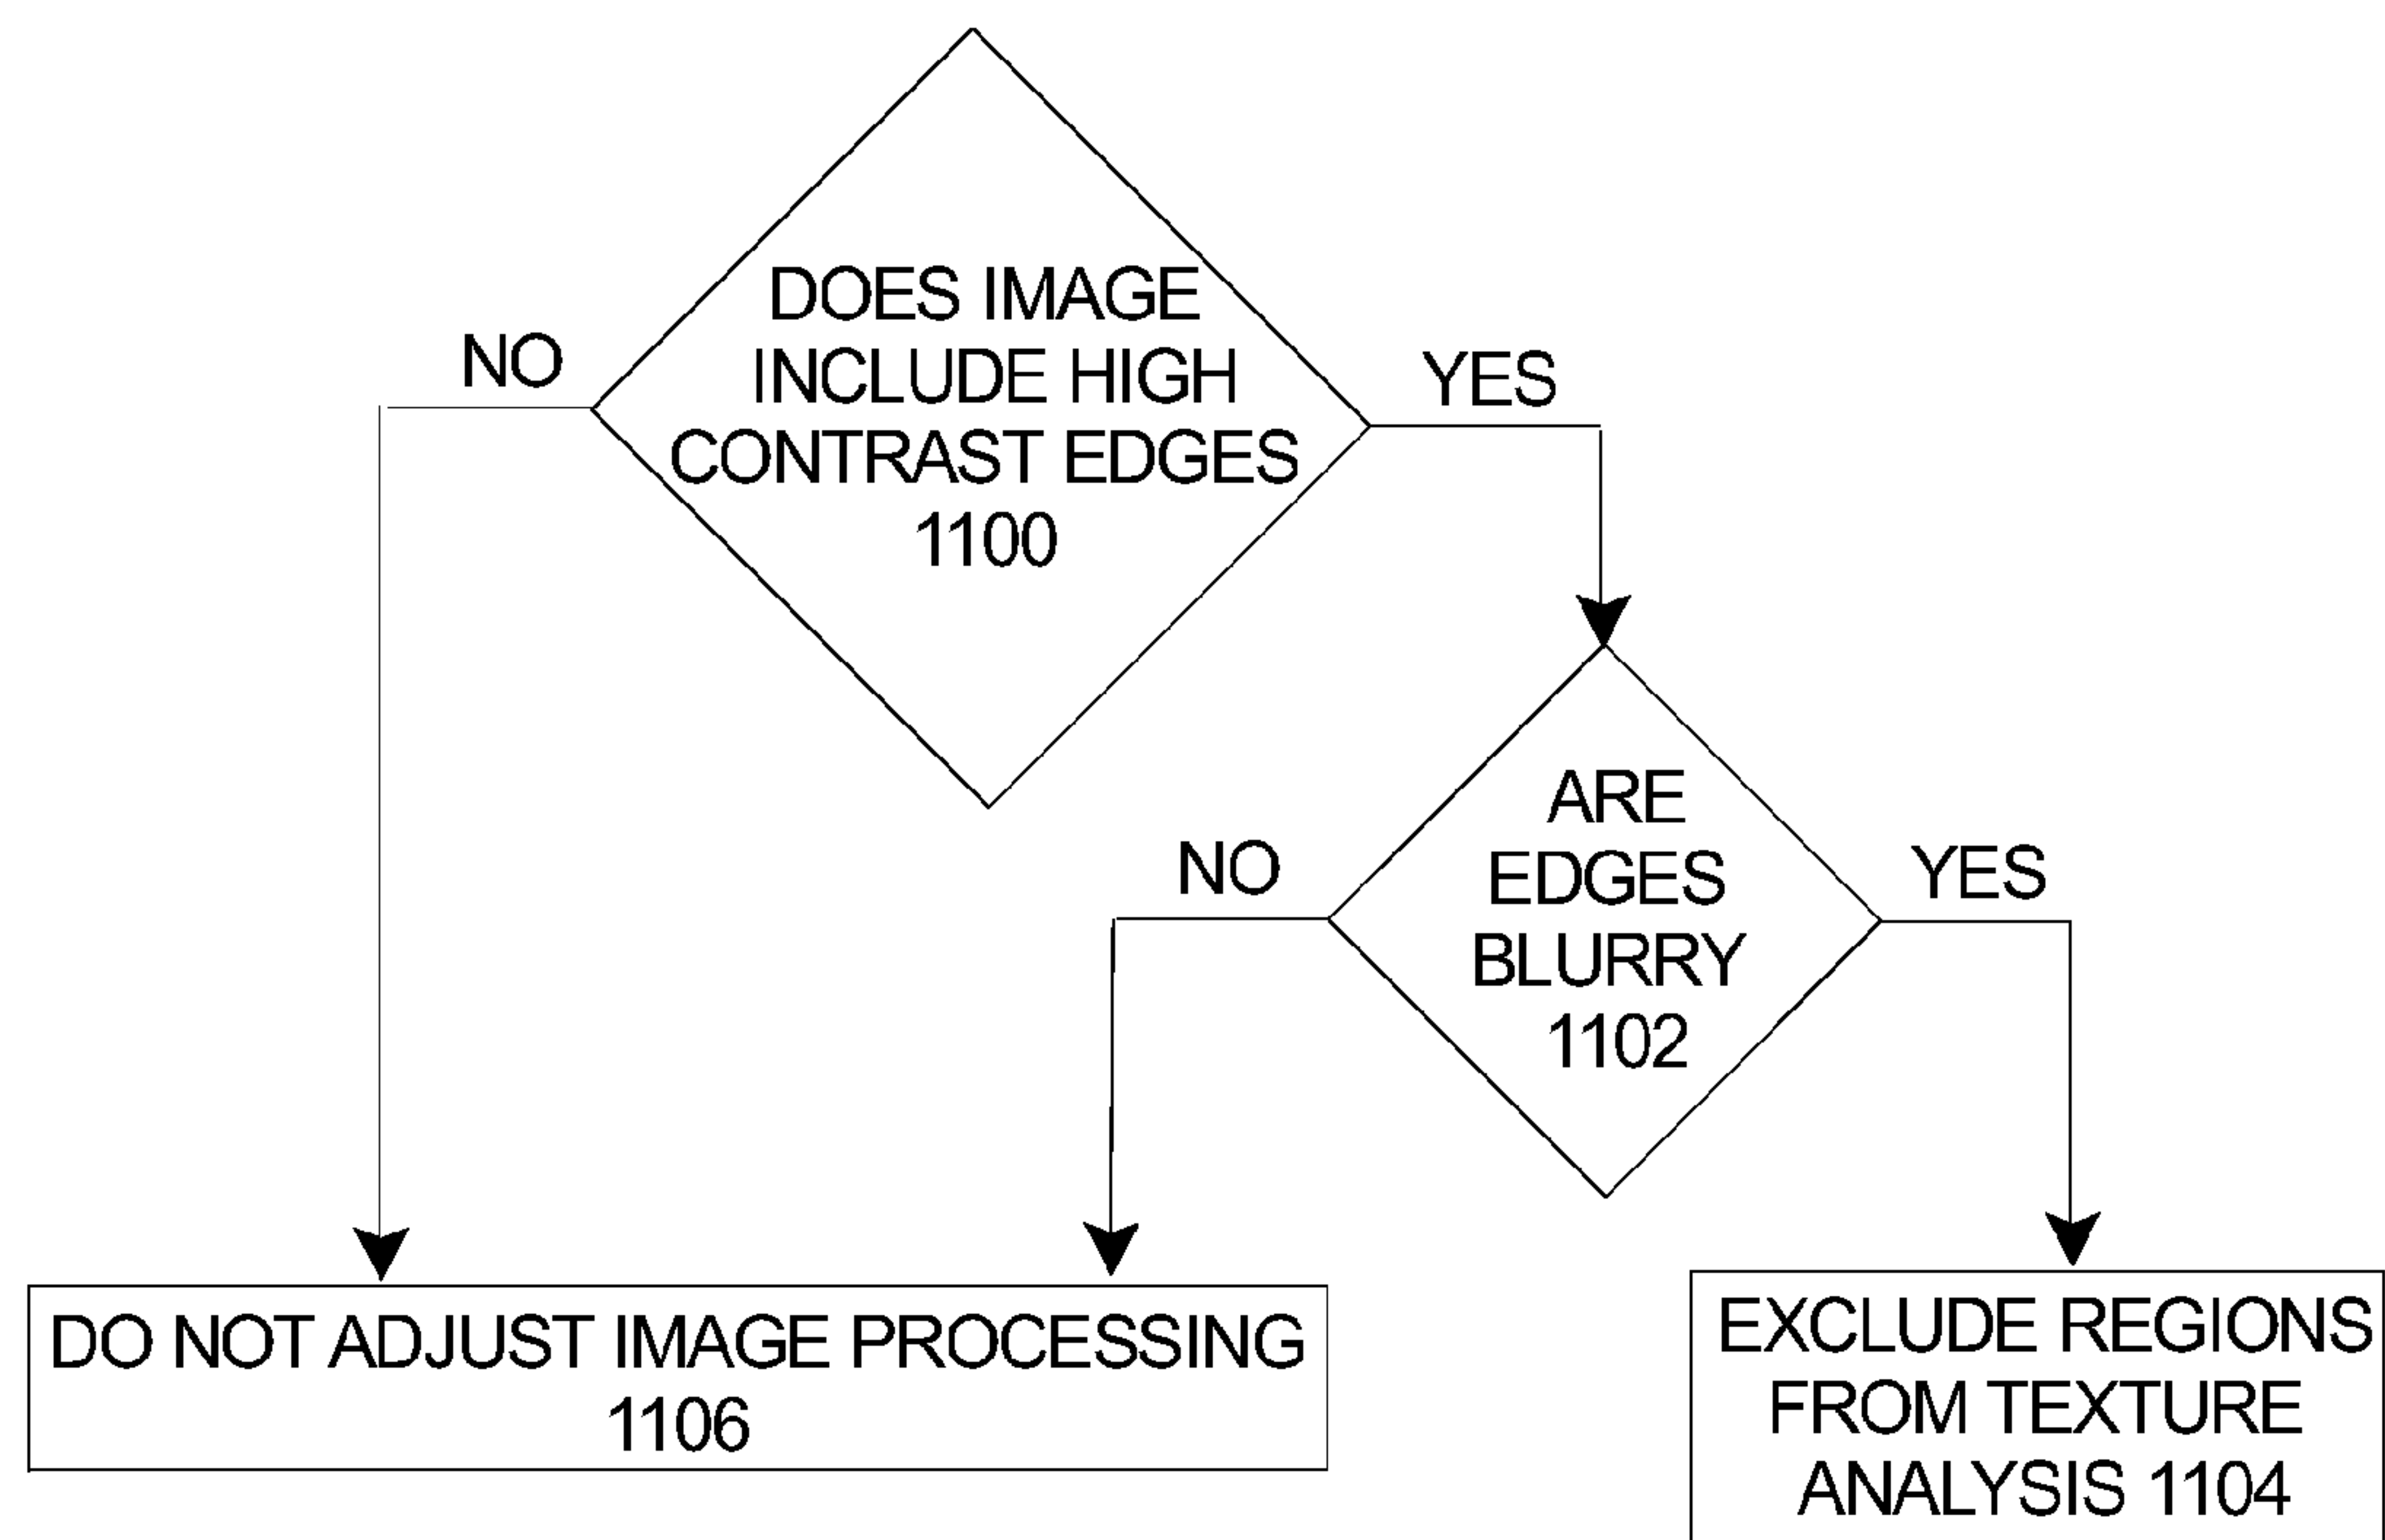 DOES IMAGE
INCLUDE HIGH
CONTRAST EDGES
1100
NO
YES
ARE
EDGES
BLURRY
1102
NO
YES
DO NOT ADJUST IMAGE PROCESSING
1106
EXCLUDE REGIONS
FROM TEXTURE
ANALYSIS 1104